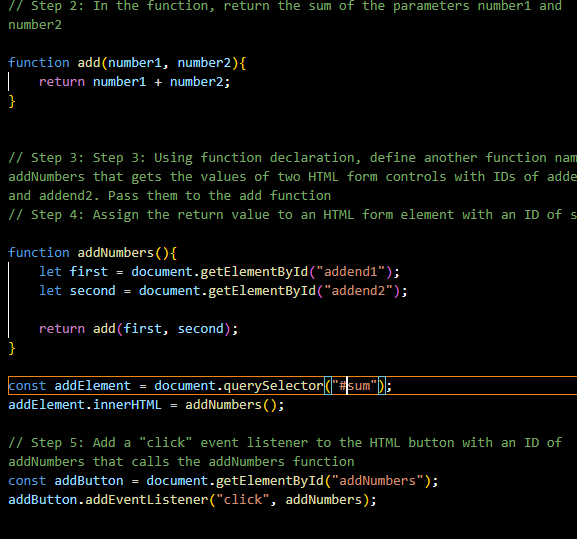 // Step 2: In the function, return the sum of the parameters number1 and
number2
function add(number1, number2){
return number1 + number2;
}
// Step 3: Step 3: Using function declaration, define another function nam
addNumbers that gets the values of two HTML form controls with IDs of adde
and addend2. Pass them to the add function
// Step 4: Assign the return value to an HTML form element with an ID of s
function addNumbers(){
let first = document.getElementById("addend1");
let second = document.getElementById("addend2");
return add(first, second);
}
const addElement = document.querySelector("#sum");
addElement.innerHTML = addNumbers();
// Step 5: Add a "click" event listener to the HTML button with an ID of
addNumbers that calls the addNumbers function
const addButton = document.getElementById("addNumbers");
addButton.addEventListener("click", addNumbers);